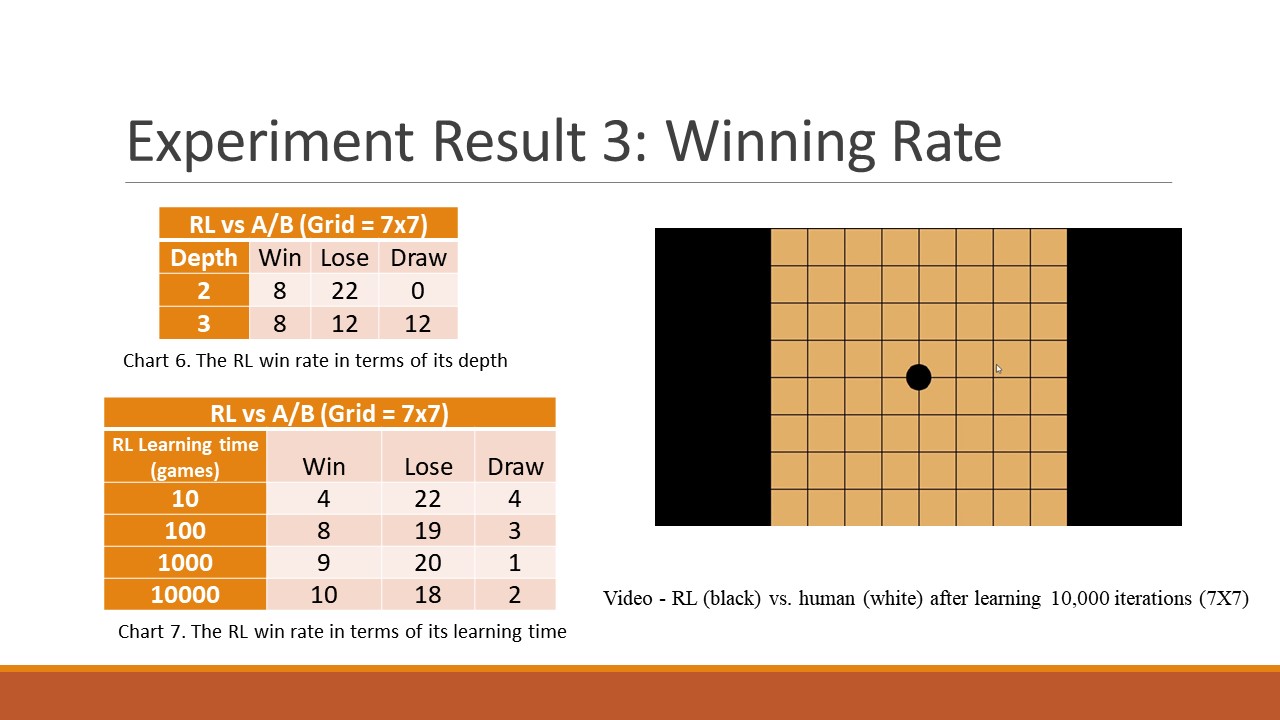 Experiment Result 3: Winning Rate
RL vs A/B (Grid = 7x7)
Depth Win Lose Draw
2 8 22 0
3 8 12 12
Chart 6. The RL win rate in terms of its depth
RL vs A/B (Grid = 7x7)
RL Learning time
(games) Win Lose Draw
10 4 22 4
100 8 19 3
1000 9 20 1
10000 10 18 2
Chart 7. The RL win rate in terms of its learning time
Video - RL (black) vs. human (white) after learning 10,000 iterations (7X7)